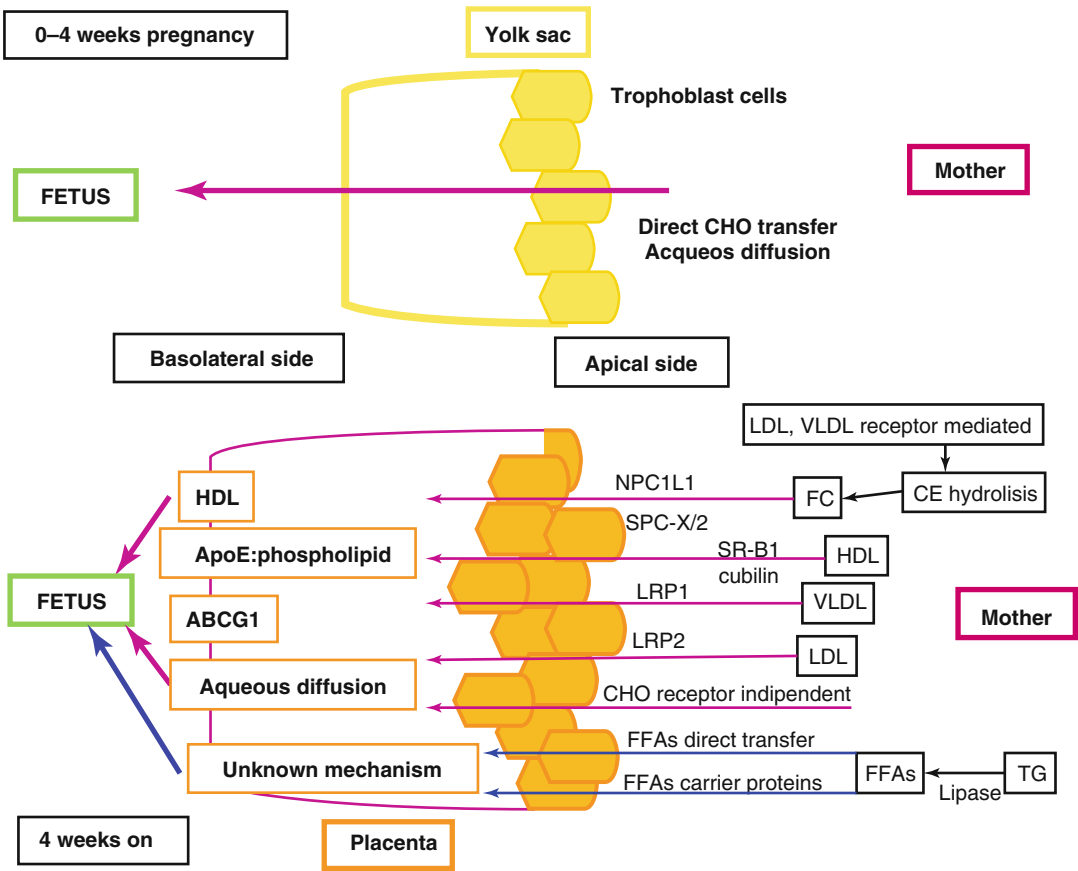 0–4 weeks pregnancy
Yolk sac
Trophoblast cells
FETUS
Mother
Direct CHO transfer
Acqueos diffusion
Basolateral side
Apical side
LDL, VLDL receptor mediated
HDL
NPC1L1
FC
CE hydrolisis
SPC-X/2
ApoE:phospholipid
SR-B1
cubilin
HDL
FETUS
ABCG1
LRP1
VLDL
Mother
LRP2
LDL
Aqueous diffusion
CHO receptor indipendent
FFAs direct transfer
Unknown mechanism
FFAs carrier proteins
FFAs
Lipase
TG
4 weeks on
Placenta